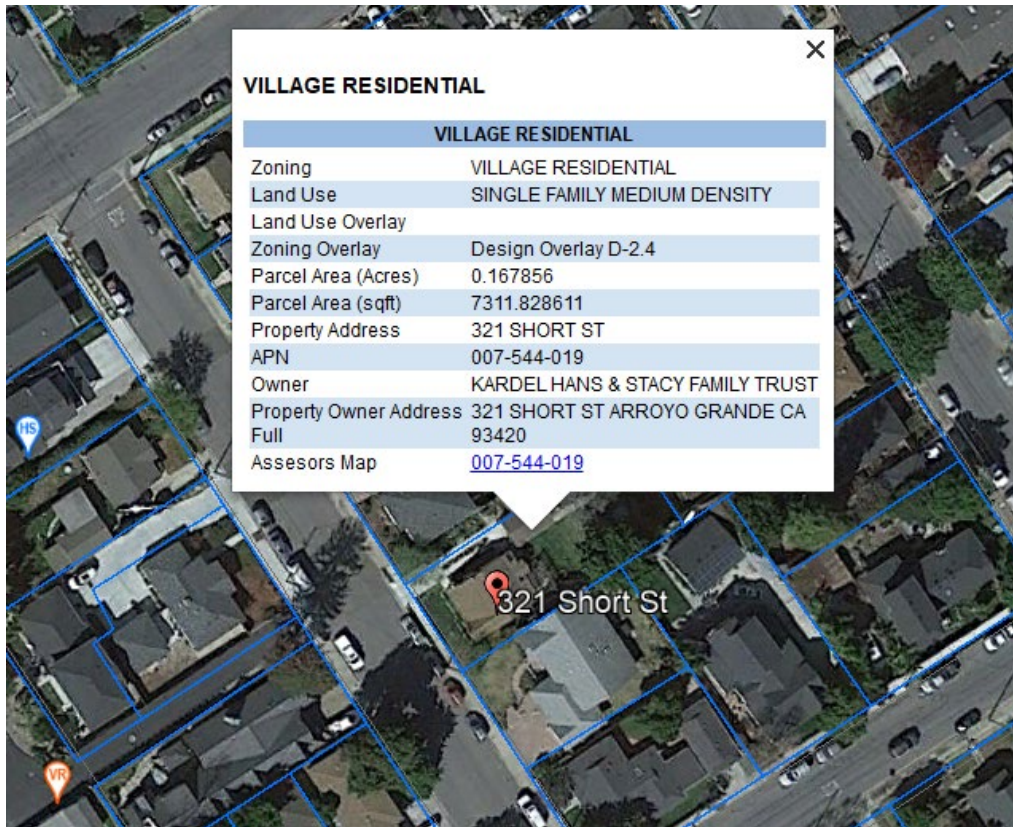 VILLAGE RESIDENTIAL
VILLAGE RESIDENTIAL
Zoning VILLAGE RESIDENTIAL
Land Use SINGLE FAMILY MEDIUM DENSITY
Land Use Overlay
Zoning Overlay Design Overlay D-2.4
Parcel Area (Acres) 0.167856
Parcel Area (sqft) 7311.828611
Property Address 321 SHORT ST
APN 007-544-019
Owner KARDEL HANS & STACY FAMILY TRUST
Property Owner Address 321 SHORT ST ARROYO GRANDE CA
Full 93420
Assesors Map 007-544-019
HS
321 Short St
VR